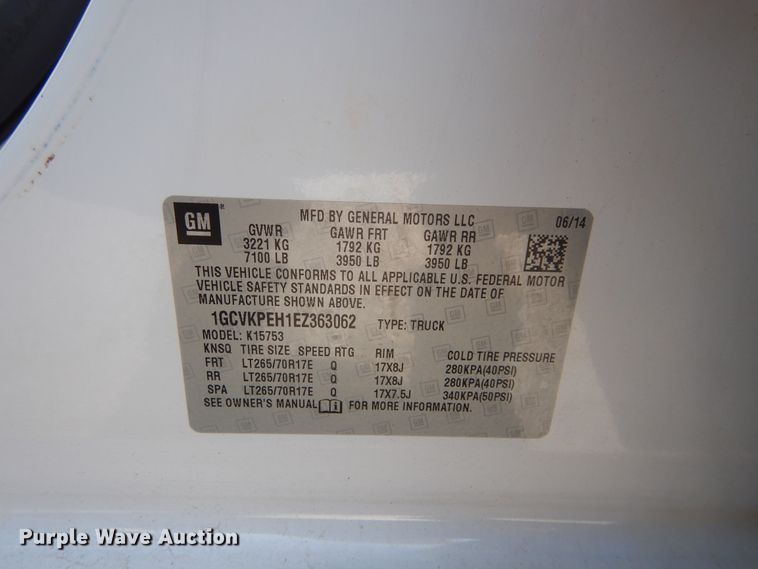 GM
MFD BY GENERAL MOTORS LLC 06/14
GVWR GAWR FRT GAWR RR
3221 KG 1792 KG 1792 KG
7100 LB 3950 LB 3950 LB
THIS VEHICLE CONFORMS TO ALL APPLICABLE U.S. FEDERAL MOTOR
VEHICLE SAFETY STANDARDS IN EFFECT ON THE DATE OF
MANUFACTURE SHOWN ABOVE.
1GCVKPEH1EZ363062 TYPE: TRUCK
MODEL: K15753
KNSQ TIRE SIZE SPEED RTG RIM COLD TIRE PRESSURE
FRT LT265/70R17E Q 17X8J 280KPA(40PSI)
RR LT265/70R17E Q 17X8J 280KPA(40PSI)
SPA LT265/70R17E Q 17X7.5J 340KPA(50PSI)
SEE OWNER'S MANUAL FOR MORE INFORMATION.
Purple Wave Auction